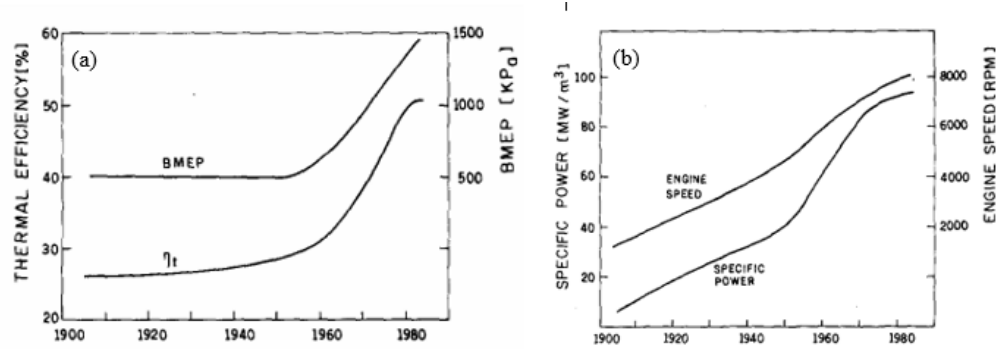 (a)
THERMAL EFFICIENCY[%]
60
50
40
30
20
BMEP
ηt
1500
1000
500
BMEP [KPa]
1900 1920 1940 1960 1980
(b)
SPECIFIC POWER [MW/m³]
100
80
60
40
20
ENGINE
SPEED
SPECIFIC
POWER
8000
6000
4000
2000
ENGINE SPEED [RPM]
1900 1920 1940 1960 1980